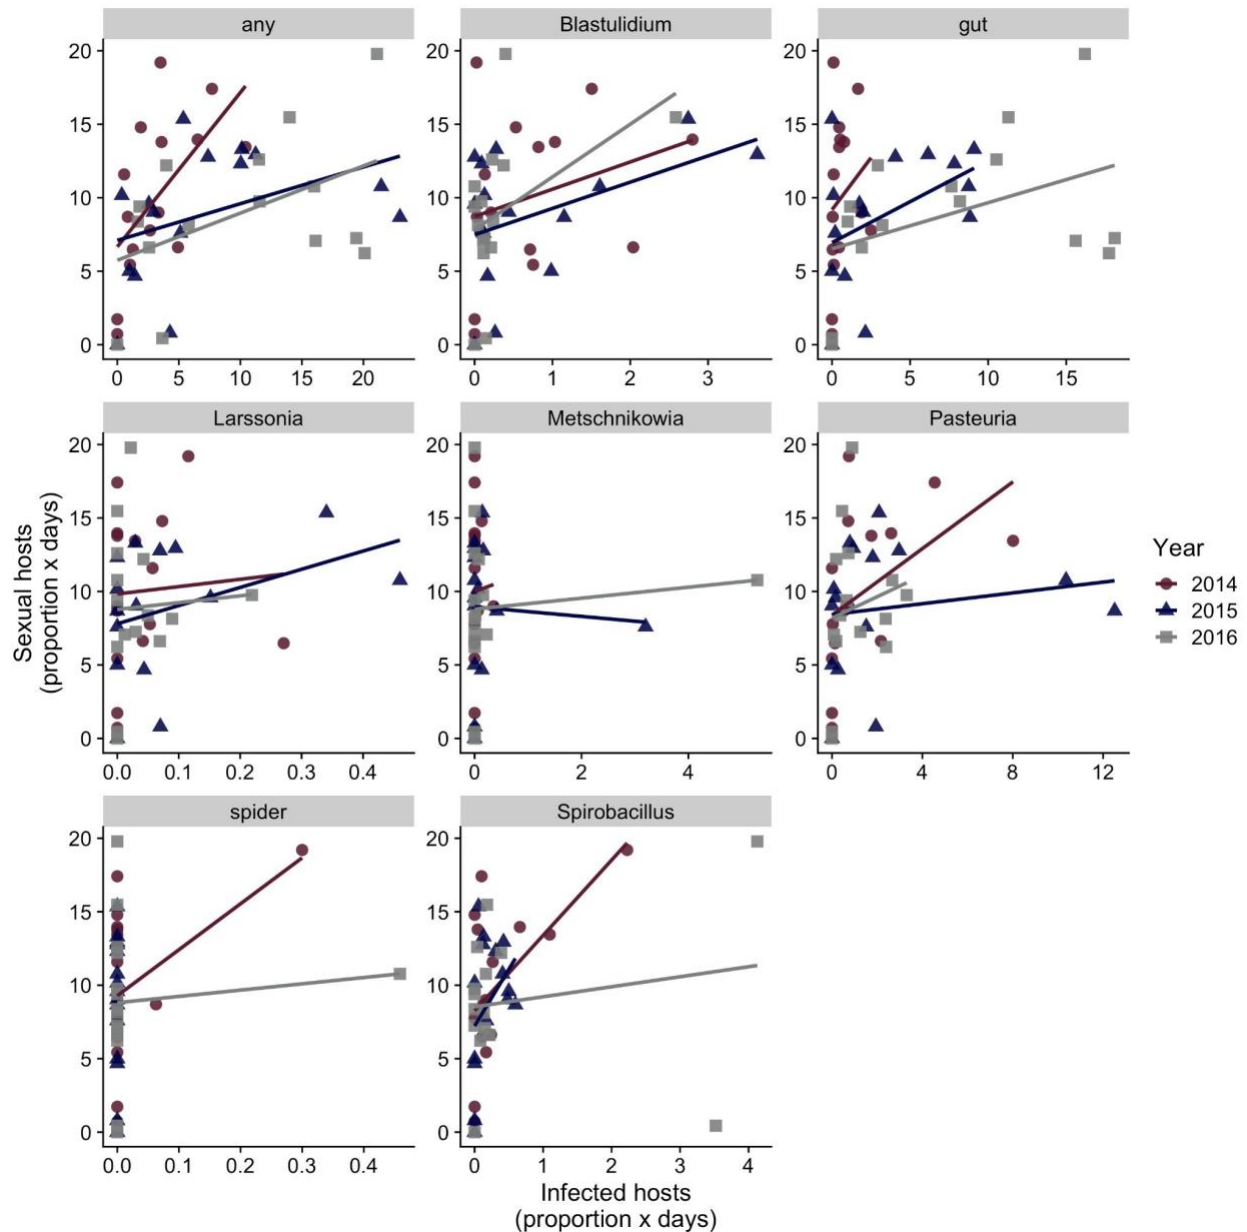 any
Blastulidium
gut
20
15
10
5
0
0 5 10 15 20
0 1 2 3
0 5 10 15
Larssonia
Metschnikowia
Pasteuria
20
15
10
5
0
0.0 0.1 0.2 0.3 0.4
0 2 4
0 4 8 12
spider
Spirobacillus
20
15
10
5
0
0.0 0.1 0.2 0.3 0.4
0 1 2 3 4
Sexual hosts
(proportion x days)
Infected hosts
(proportion x days)
Year
2014
2015
2016